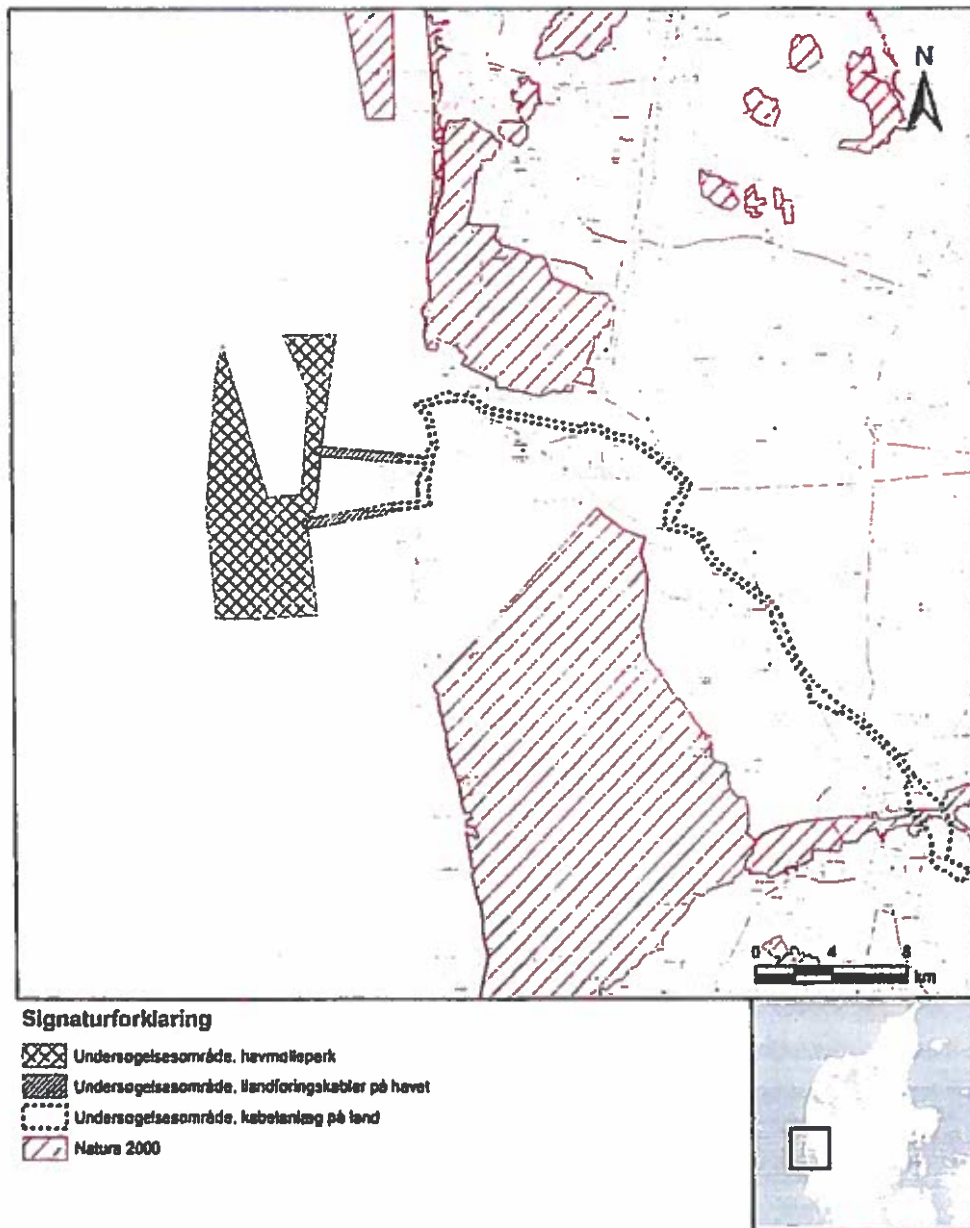 N
0 4 8
km
Signaturforklaring
Undersøgelsesområde, havmøllepark
Undersøgelsesområde, ilandføringskabler på havet
Undersøgelsesområde, kabelanlæg på land
Natura 2000